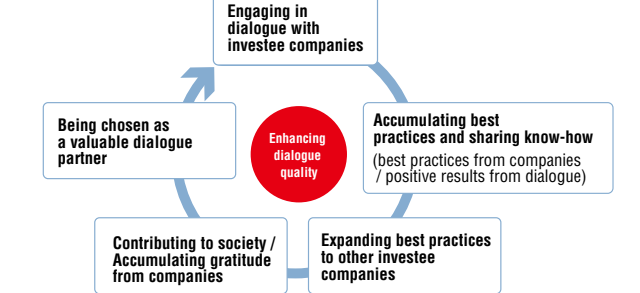 Engaging in
dialogue with
investee companies
Accumulating best
practices and sharing know-how
(best practices from companies
/ positive results from dialogue)
Expanding best practices
to other investee
companies
Contributing to society /
Accumulating gratitude
from companies
Being chosen as
a valuable dialogue
partner
Enhancing
dialogue
quality